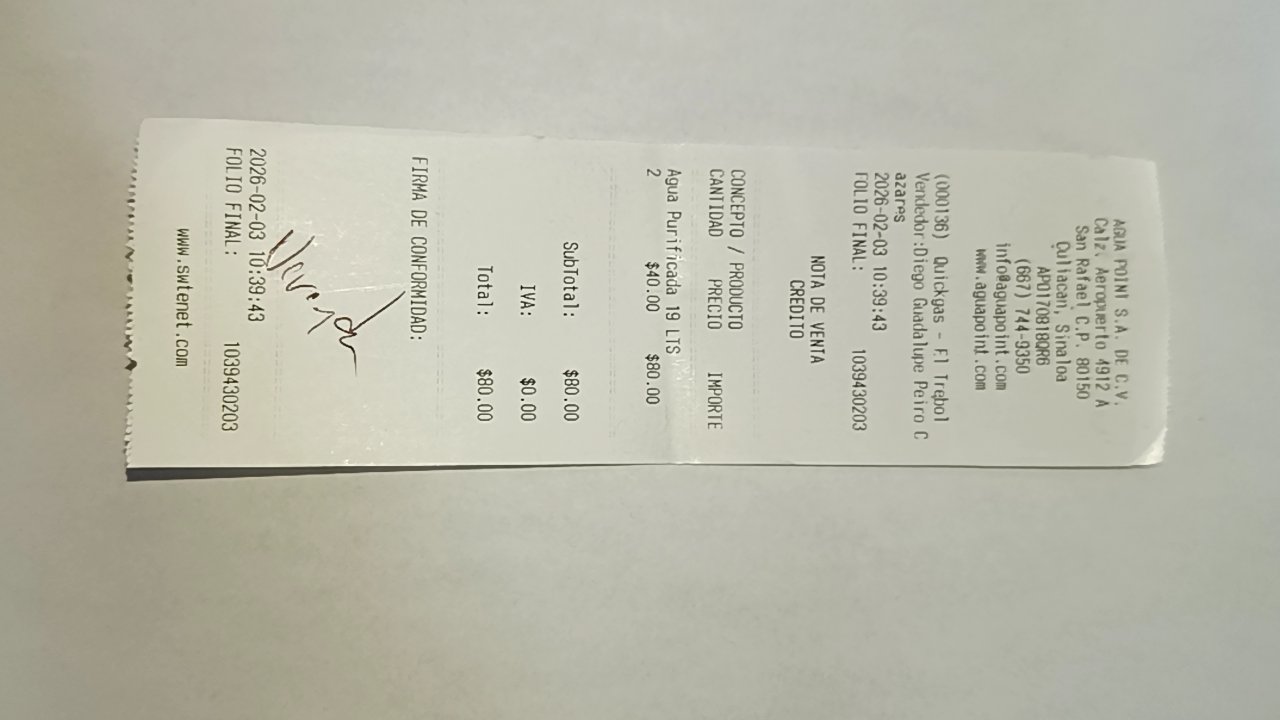 AGUA POINT S.A. DE C.V.
Calz. Aeropuerto 4912 A
San Rafael C.P. 80150
Culiacan, Sinaloa
APO170818QR6
(667) 744-9350
info@aguapoint.com
www.aguapoint.com
(000136) Quickgas - El Trebol
Vendedor:Diego Guadalupe Peiro C
azares
2026-02-03 10:39:43
FOLIO FINAL: 1039430203
NOTA DE VENTA
CREDITO
CONCEPTO / PRODUCTO
CANTIDAD PRECIO IMPORTE
Agua Purificada 19 LTS
2 $40.00 $80.00
SubTotal: $80.00
IVA: $0.00
Total: $80.00
FIRMA DE CONFORMIDAD:
2026-02-03 10:39:43
FOLIO FINAL: 1039430203
www.swtenet.com